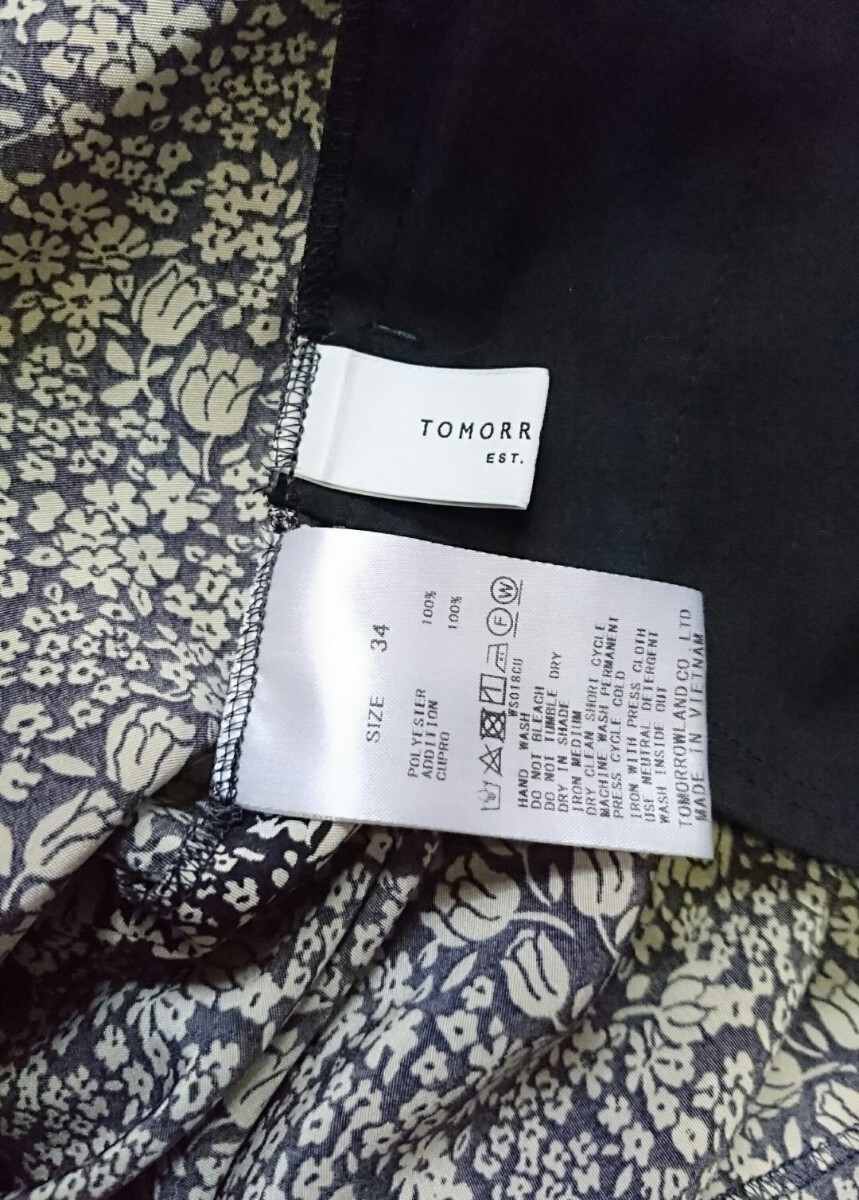 TOMORR
EST.
SIZE 34
POLYESTER 100%
ADDITION
CUPRO 100%
F W
WS018CU
HAND WASH
DO NOT BLEACH
DO NOT TUMBLE DRY
DRY IN SHADE
IRON MEDIUM
DRY CLEAN SHORT CYCLE
MACHINE WASH PERMANENT
PRESS CYCLE COLD
IRON WITH PRESS CLOTH
USE NEUTRAL DETERGENT
WASH INSIDE OUT
TOMORROWLAND CO. LTD
MADE IN VIETNAM